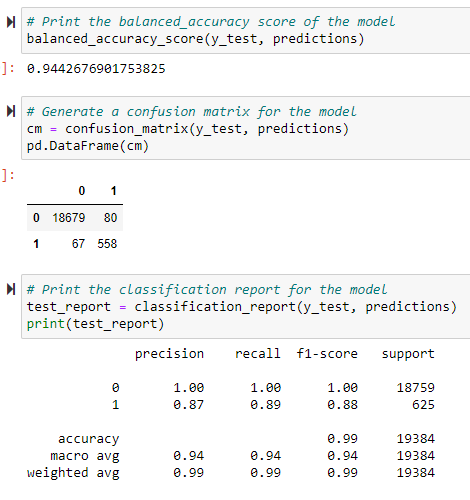 # Print the balanced_accuracy score of the model
balanced_accuracy_score(y_test, predictions)
]: 0.9442676901753825
# Generate a confusion matrix for the model
cm = confusion_matrix(y_test, predictions)
pd.DataFrame(cm)
]:
0 1
0 18679 80
1 67 558
# Print the classification report for the model
test_report = classification_report(y_test, predictions)
print(test_report)
precision recall f1-score support
0 1.00 1.00 1.00 18759
1 0.87 0.89 0.88 625
accuracy 0.99 19384
macro avg 0.94 0.94 0.94 19384
weighted avg 0.99 0.99 0.99 19384